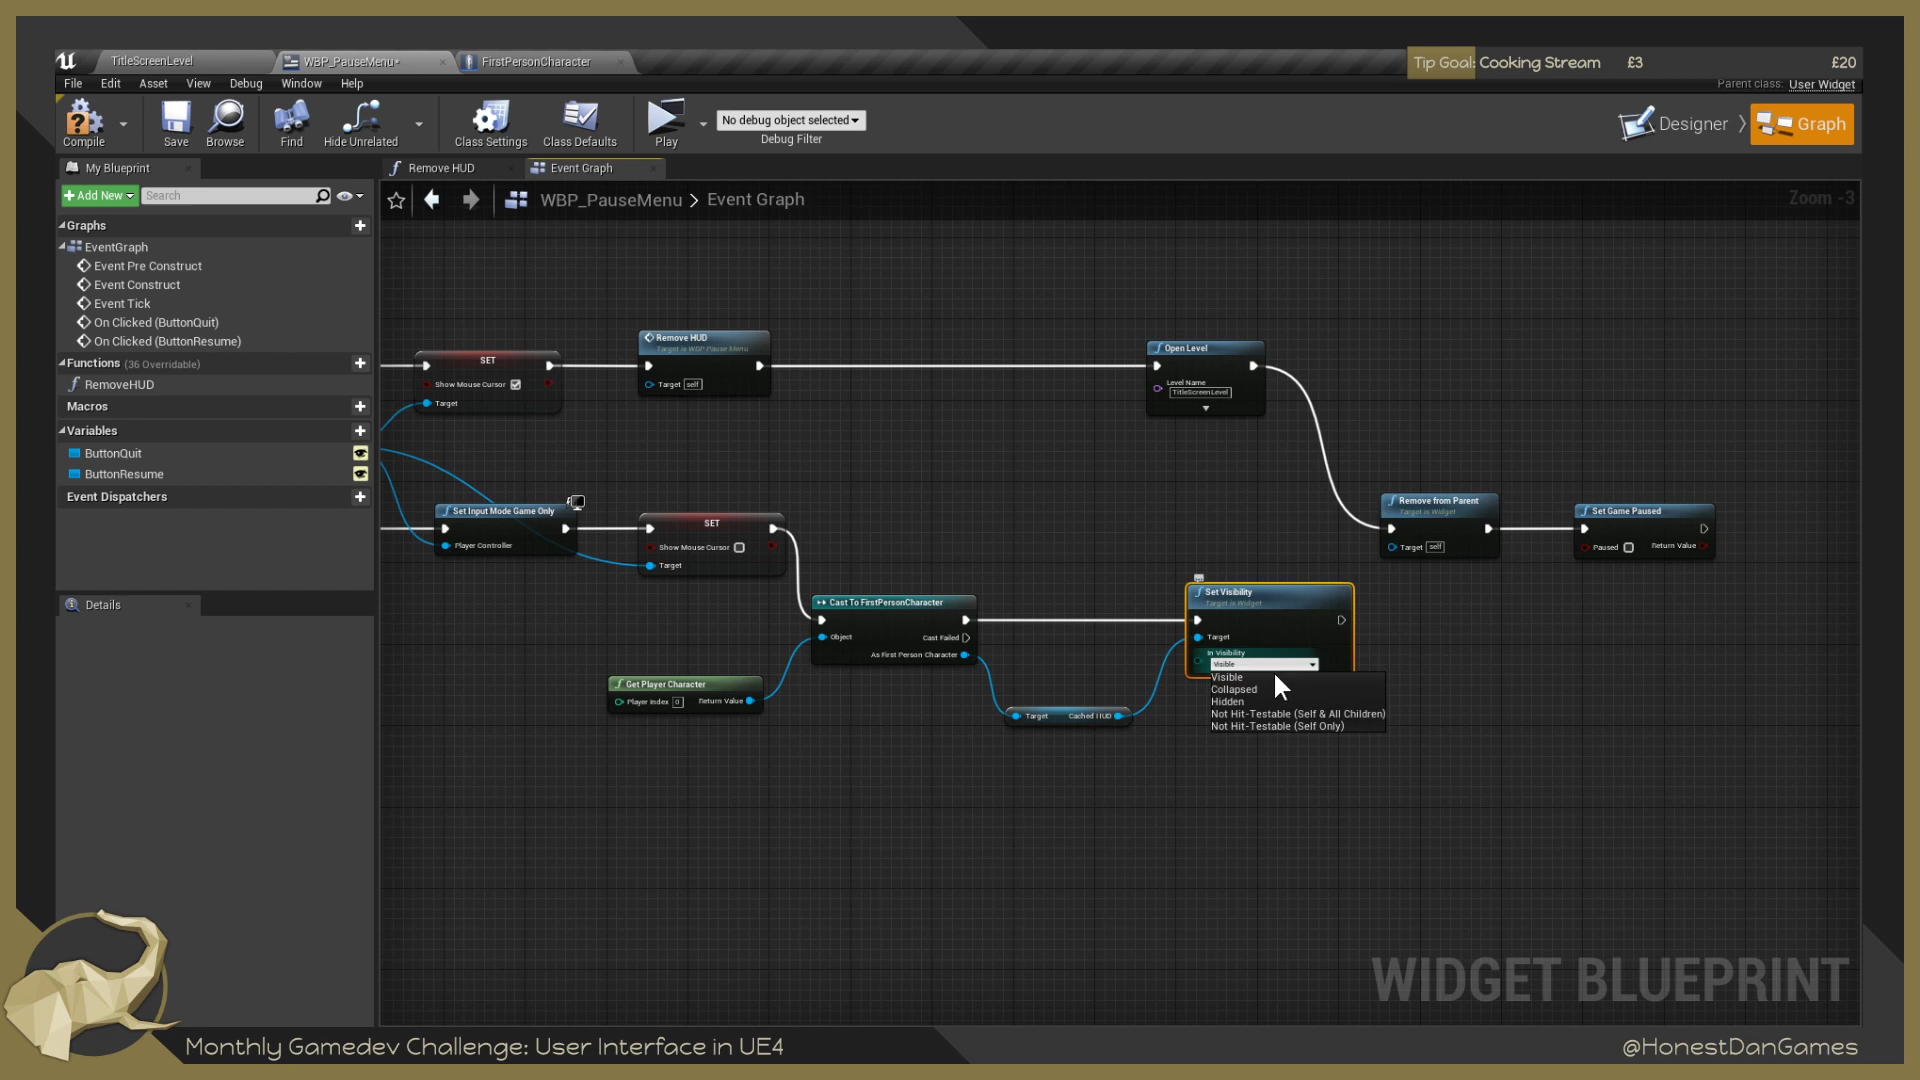 TitleScreenLevel
WBP_PauseMenu*
FirstPersonCharacter
Tip Goal: Cooking Stream £3 £20
File Edit Asset View Debug Window Help
Parent class: User Widget
Compile
Save
Browse
Find
Hide Unrelated
Class Settings
Class Defaults
Play
No debug object selected
Debug Filter
Designer
Graph
My Blueprint
Remove HUD
Event Graph
Add New
Search
WBP_PauseMenu > Event Graph
Zoom -3
Graphs
EventGraph
Event Pre Construct
Event Construct
Event Tick
On Clicked (ButtonQuit)
On Clicked (ButtonResume)
Functions (36 Overridable)
RemoveHUD
Macros
Variables
ButtonQuit
ButtonResume
Event Dispatchers
Details
SET
Show Mouse Cursor
Target
Remove HUD
Target is WBP Pause Menu
Target self
Open Level
Level Name
TitleScreenLevel
Set Input Mode Game Only
Player Controller
SET
Show Mouse Cursor
Target
Remove from Parent
Target is Widget
Target self
Set Game Paused
Paused Return Value
Cast To FirstPersonCharacter
Object Cast Failed
As First Person Character
Get Player Character
Player Index 0 Return Value
Target Cached HUD
Set Visibility
Target is Widget
Target
In Visibility
Visible
Visible
Collapsed
Hidden
Not Hit-Testable (Self & All Children)
Not Hit-Testable (Self Only)
WIDGET BLUEPRINT
Monthly Gamedev Challenge: User Interface in UE4
@HonestDanGames